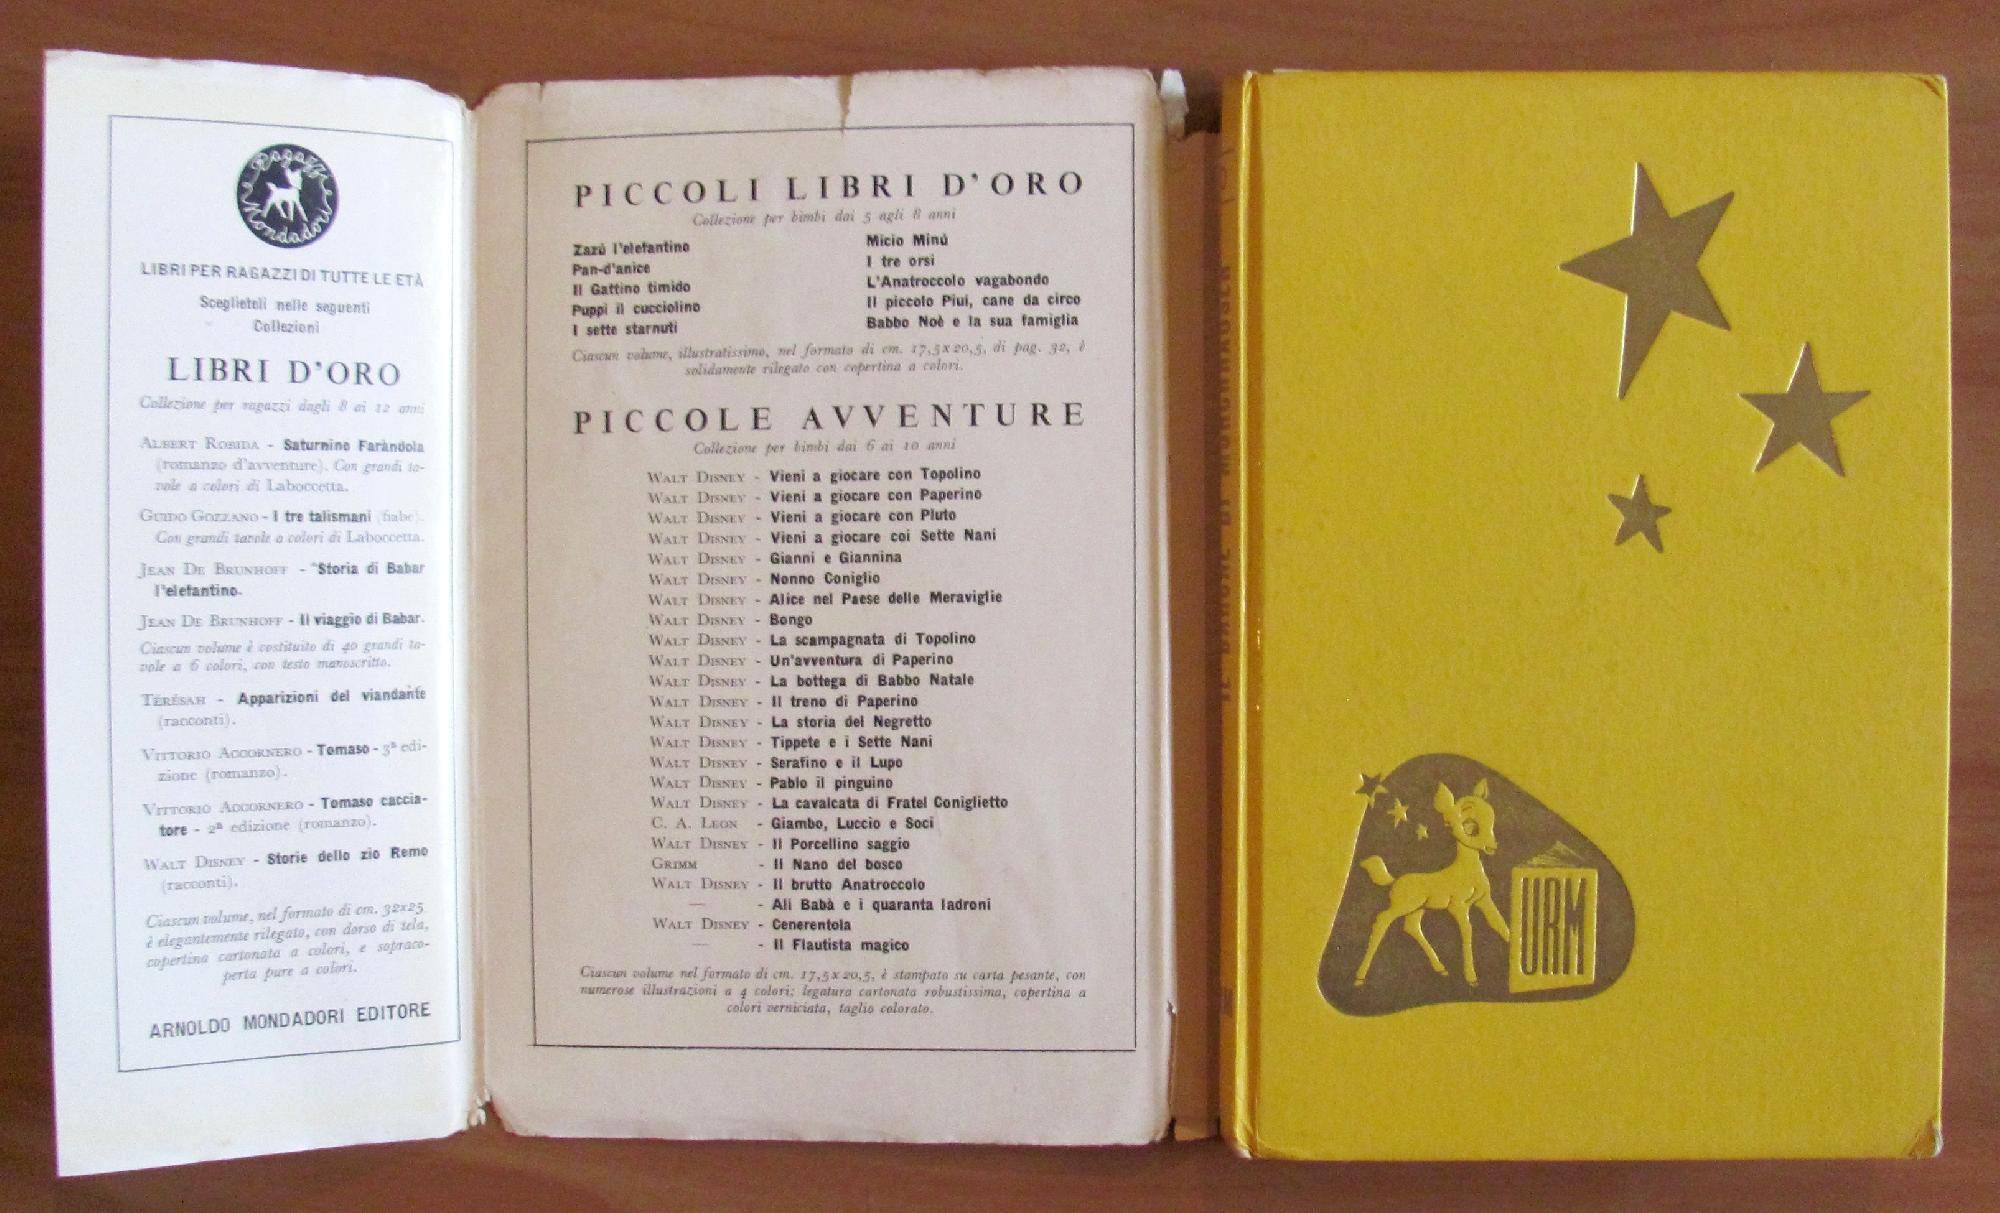 Ragazzi Mondadori
LIBRI PER RAGAZZI DI TUTTE LE ETÀ
Sceglieteli nelle seguenti
Collezioni
LIBRI D'ORO
Collezione per ragazzi dagli 8 ai 12 anni
ALBERT ROBIDA - Saturnino Faràndola
(romanzo d'avventure). Con grandi ta-
vole a colori di Laboccetta.
GUIDO GOZZANO - I tre talismani (fiabe).
Con grandi tavole a colori di Laboccetta.
JEAN DE BRUNHOFF - Storia di Babar
l'elefantino.
JEAN DE BRUNHOFF - Il viaggio di Babar.
Ciascun volume è costituito di 40 grandi ta-
vole a 6 colori, con testo manoscritto.
TÉRÉSAH - Apparizioni del viandante
(racconti).
VITTORIO ACCORNERO - Tomaso - 3ª edi-
zione (romanzo).
VITTORIO ACCORNERO - Tomaso caccia-
tore - 2ª edizione (romanzo).
WALT DISNEY - Storie dello zio Remo
(racconti).
Ciascun volume, nel formato di cm. 32x25
è elegantemente rilegato, con dorso di tela,
copertina cartonata a colori, e sopraco-
perta pure a colori.
ARNOLDO MONDADORI EDITORE
PICCOLI LIBRI D'ORO
Collezione per bimbi dai 5 agli 8 anni
Zazù l'elefantino
Pan-d'anice
Il Gattino timido
Puppi il cucciolino
I sette starnuti
Micio Minù
I tre orsi
L'Anatroccolo vagabondo
Il piccolo Piuì, cane da circo
Babbo Noè e la sua famiglia
Ciascun volume, illustratissimo, nel formato di cm. 17,5x20,5, di pag. 32, è
solidamente rilegato con copertina a colori.
PICCOLE AVVENTURE
Collezione per bimbi dai 6 ai 10 anni
WALT DISNEY - Vieni a giocare con Topolino
WALT DISNEY - Vieni a giocare con Paperino
WALT DISNEY - Vieni a giocare con Pluto
WALT DISNEY - Vieni a giocare coi Sette Nani
WALT DISNEY - Gianni e Giannina
WALT DISNEY - Nonno Coniglio
WALT DISNEY - Alice nel Paese delle Meraviglie
WALT DISNEY - Bongo
WALT DISNEY - La scampagnata di Topolino
WALT DISNEY - Un'avventura di Paperino
WALT DISNEY - La bottega di Babbo Natale
WALT DISNEY - Il treno di Paperino
WALT DISNEY - La storia del Negretto
WALT DISNEY - Tippete e i Sette Nani
WALT DISNEY - Serafino e il Lupo
WALT DISNEY - Pablo il pinguino
WALT DISNEY - La cavalcata di Fratel Coniglietto
C. A. LEON - Giambo, Luccio e Soci
WALT DISNEY - Il Porcellino saggio
GRIMM - Il Nano del bosco
WALT DISNEY - Il brutto Anatroccolo
— - Alì Babà e i quaranta ladroni
WALT DISNEY - Cenerentola
— - Il Flautista magico
Ciascun volume nel formato di cm. 17,5x20,5, è stampato su carta pesante, con
numerose illustrazioni a 4 colori; legatura cartonata robustissima, copertina a
colori verniciata, taglio colorato.
IL BARONE DI MÜNCHHAUSEN
URM